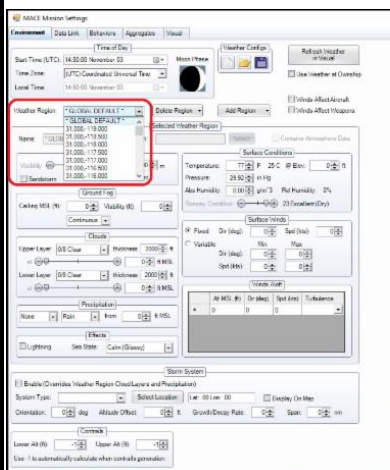 MACE Mission Settings
Environment Data Link Behaviors Aggregates Visual
Time of Day
Start Time (UTC): 14:50:00 November 03
Time Zone: (UTC) Coordinated Universal Time
Local Time: 14:50:00 November 03
Moon Phase
Weather Configs
Refresh Weather in Visual
Use Weather at Ownship
Winds Affect Aircraft
Winds Affect Weapons
Weather Region: * GLOBAL DEFAULT * Delete Region Add Region
* GLOBAL DEFAULT *
31.000,-119.000
31.000,-118.500
31.000,-118.000
31.000,-117.500
31.000,-117.000
31.000,-116.500
31.000,-116.000
Selected Weather Region
Name * GLO Select Contains Atmosphere Data
Visibility m
Sandstorm
Surface Conditions
Temperature: 77 F 25 C @ Elev: 0 ft
Pressure: 29.92 in Hg
Abs Humidity 0.00 g/m^3 Rel Humidity 0%
Runway Condition 23 Excellent(Dry)
Ground Fog
Ceiling MSL (ft): 0 Visibility (ft): 0
Continuous
Surface Winds
Fixed Dir (deg) 0 Spd (kts) 0
Variable Min Max
Dir (deg) 0 0
Spd (kts) 0 0
Clouds
Upper Layer 0/8 Clear thickness 2000 ft
at 0 ft MSL
Lower Layer 0/8 Clear thickness 2000 ft
at 0 ft MSL
Winds Aloft
Alt MSL (ft) Dir (deg) Spd (kts) Turbulence
0 0 0
Precipitation
None Rain from 0 ft MSL
Effects
Lightning Sea State: Calm (Glassy)
Storm System
Enable (Overrides Weather Region Cloud Layers and Precipitation)
System Type: Select Location Lat: 00 Lon: 00 Display On Map
Orientation: 0 deg Altitude Offset 0 ft Growth/Decay Rate 0 Span: 0 nm
Contrails
Lower Alt (ft) -1 Upper Alt (ft) -1
Use -1 to automatically calculate when contrails generation